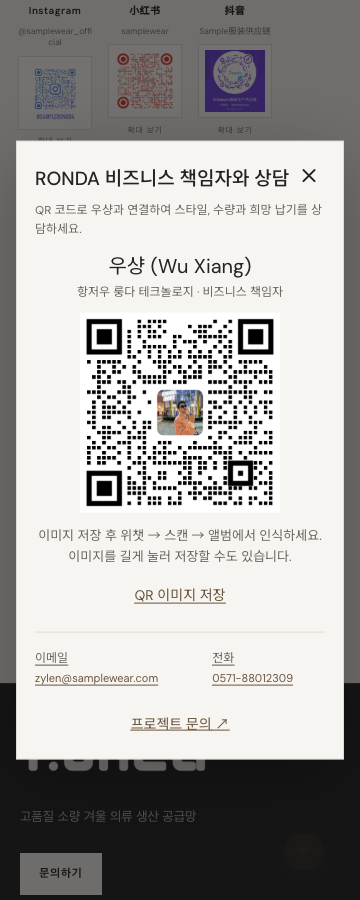 Instagram
小红书
抖音
@samplewear_offi
cial
samplewear
Sample服装供应链
확대 보기
확대 보기
확대 보기
RONDA 비즈니스 책임자와 상담
QR 코드로 우샹과 연결하여 스타일, 수량과 희망 납기를 상
담하세요.
우샹 (Wu Xiang)
항저우 룽다 테크놀로지 · 비즈니스 책임자
이미지 저장 후 위챗 → 스캔 → 앨범에서 인식하세요.
이미지를 길게 눌러 저장할 수도 있습니다.
QR 이미지 저장
이메일
전화
zylen@samplewear.com
0571-88012309
프로젝트 문의 ↗
고품질 소량 겨울 의류 생산 공급망
문의하기